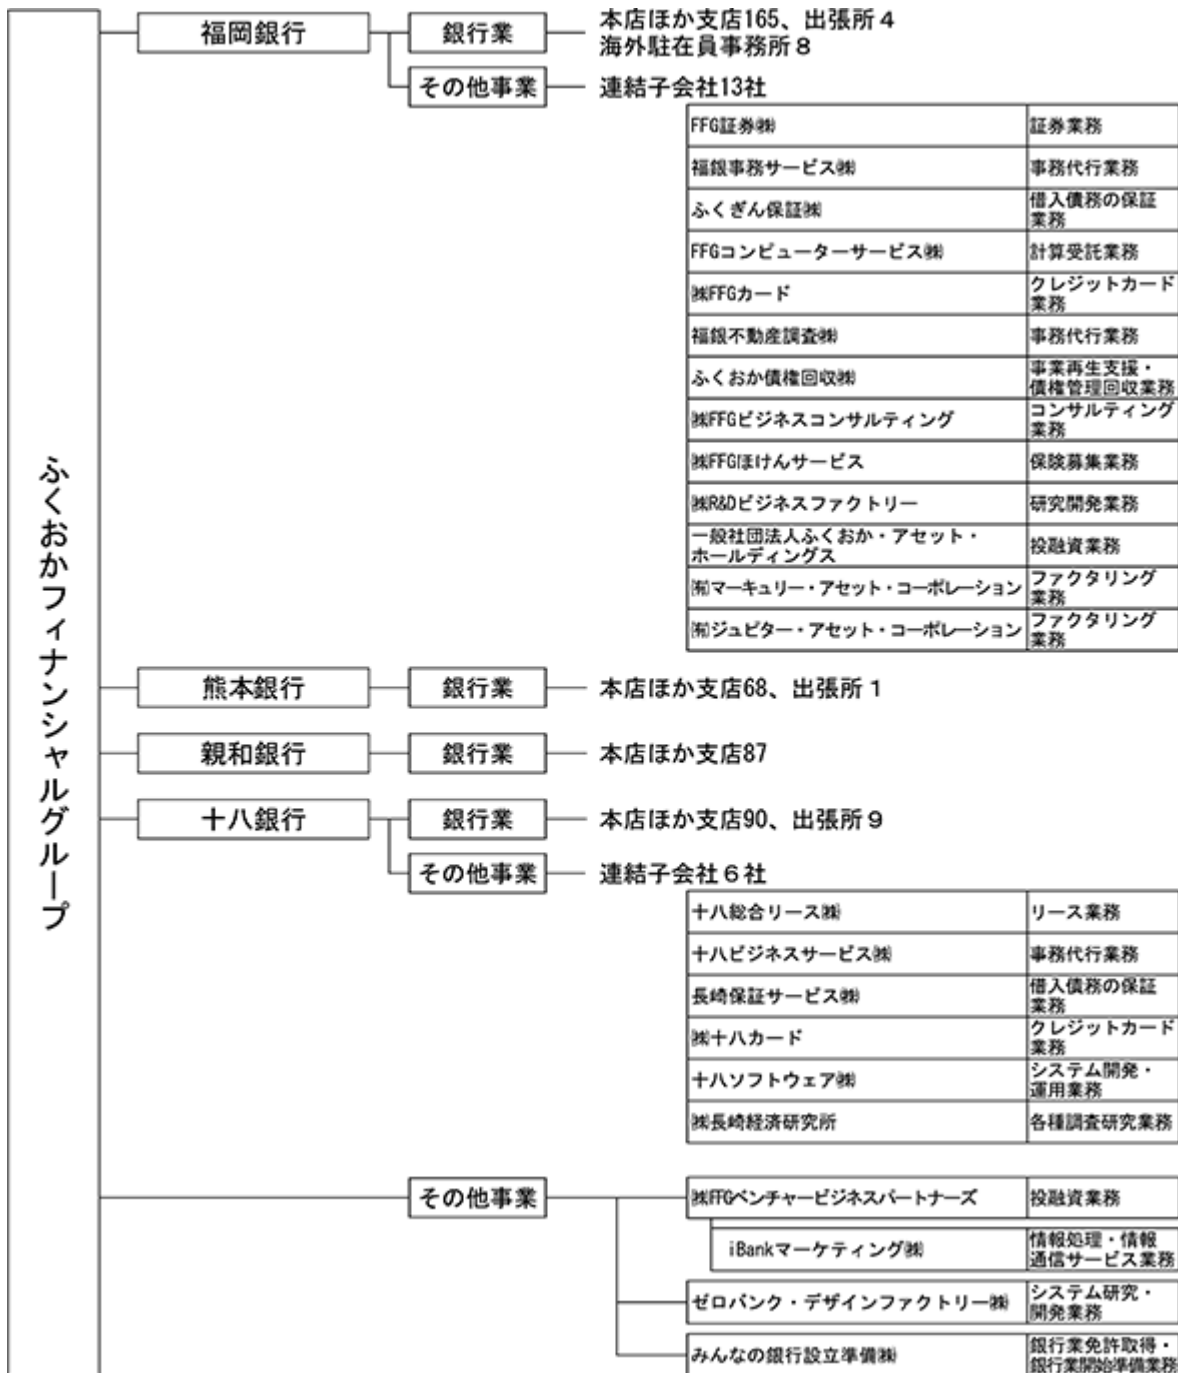 ふくおかフィナンシャルグループ
福岡銀行
銀行業
本店ほか支店165、出張所４
海外駐在員事務所８
その他事業
連結子会社13社
FFG証券㈱
証券業務
福銀事務サービス㈱
事務代行業務
ふくぎん保証㈱
借入債務の保証
業務
FFGコンピューターサービス㈱
計算受託業務
㈱FFGカード
クレジットカード
業務
福銀不動産調査㈱
事務代行業務
ふくおか債権回収㈱
事業再生支援・
債権管理回収業務
㈱FFGビジネスコンサルティング
コンサルティング
業務
㈱FFGほけんサービス
保険募集業務
㈱R&Dビジネスファクトリー
研究開発業務
一般社団法人ふくおか・アセット・
ホールディングス
投融資業務
㈲マーキュリー・アセット・コーポレーション
ファクタリング
業務
㈲ジュピター・アセット・コーポレーション
ファクタリング
業務
熊本銀行
銀行業
本店ほか支店68、出張所１
親和銀行
銀行業
本店ほか支店87
十八銀行
銀行業
本店ほか支店90、出張所９
その他事業
連結子会社６社
十八総合リース㈱
リース業務
十八ビジネスサービス㈱
事務代行業務
長崎保証サービス㈱
借入債務の保証
業務
㈱十八カード
クレジットカード
業務
十八ソフトウェア㈱
システム開発・
運用業務
㈱長崎経済研究所
各種調査研究業務
その他事業
㈱FFGベンチャービジネスパートナーズ
投融資業務
iBankマーケティング㈱
情報処理・情報
通信サービス業務
ゼロバンク・デザインファクトリー㈱
システム研究・
開発業務
みんなの銀行設立準備㈱
銀行業免許取得・
銀行業開始準備業務